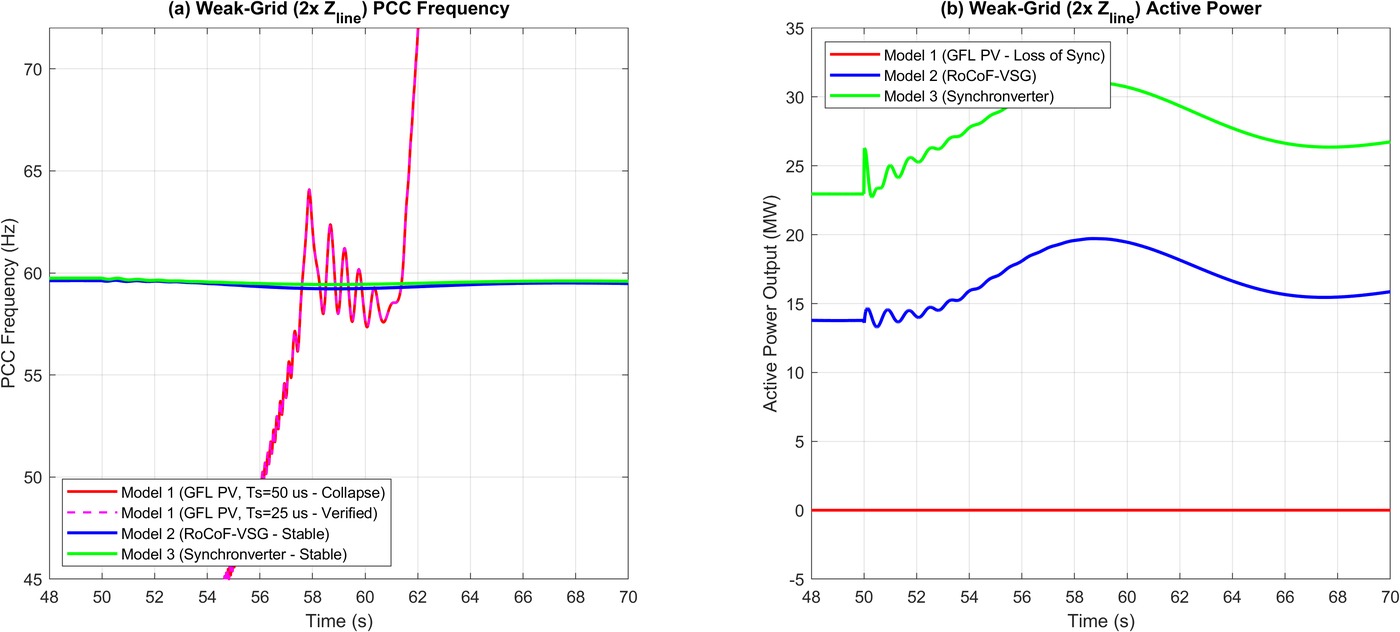 (a) Weak-Grid (2x Zline) PCC Frequency
PCC Frequency (Hz)
70
65
60
55
50
45
Model 1 (GFL PV, Ts=50 us - Collapse)
Model 1 (GFL PV, Ts=25 us - Verified)
Model 2 (RoCoF-VSG - Stable)
Model 3 (Synchronverter - Stable)
48 50 52 54 56 58 60 62 64 66 68 70
Time (s)
(b) Weak-Grid (2x Zline) Active Power
Active Power Output (MW)
35
30
25
20
15
10
5
0
-5
Model 1 (GFL PV - Loss of Sync)
Model 2 (RoCoF-VSG)
Model 3 (Synchronverter)
48 50 52 54 56 58 60 62 64 66 68 70
Time (s)